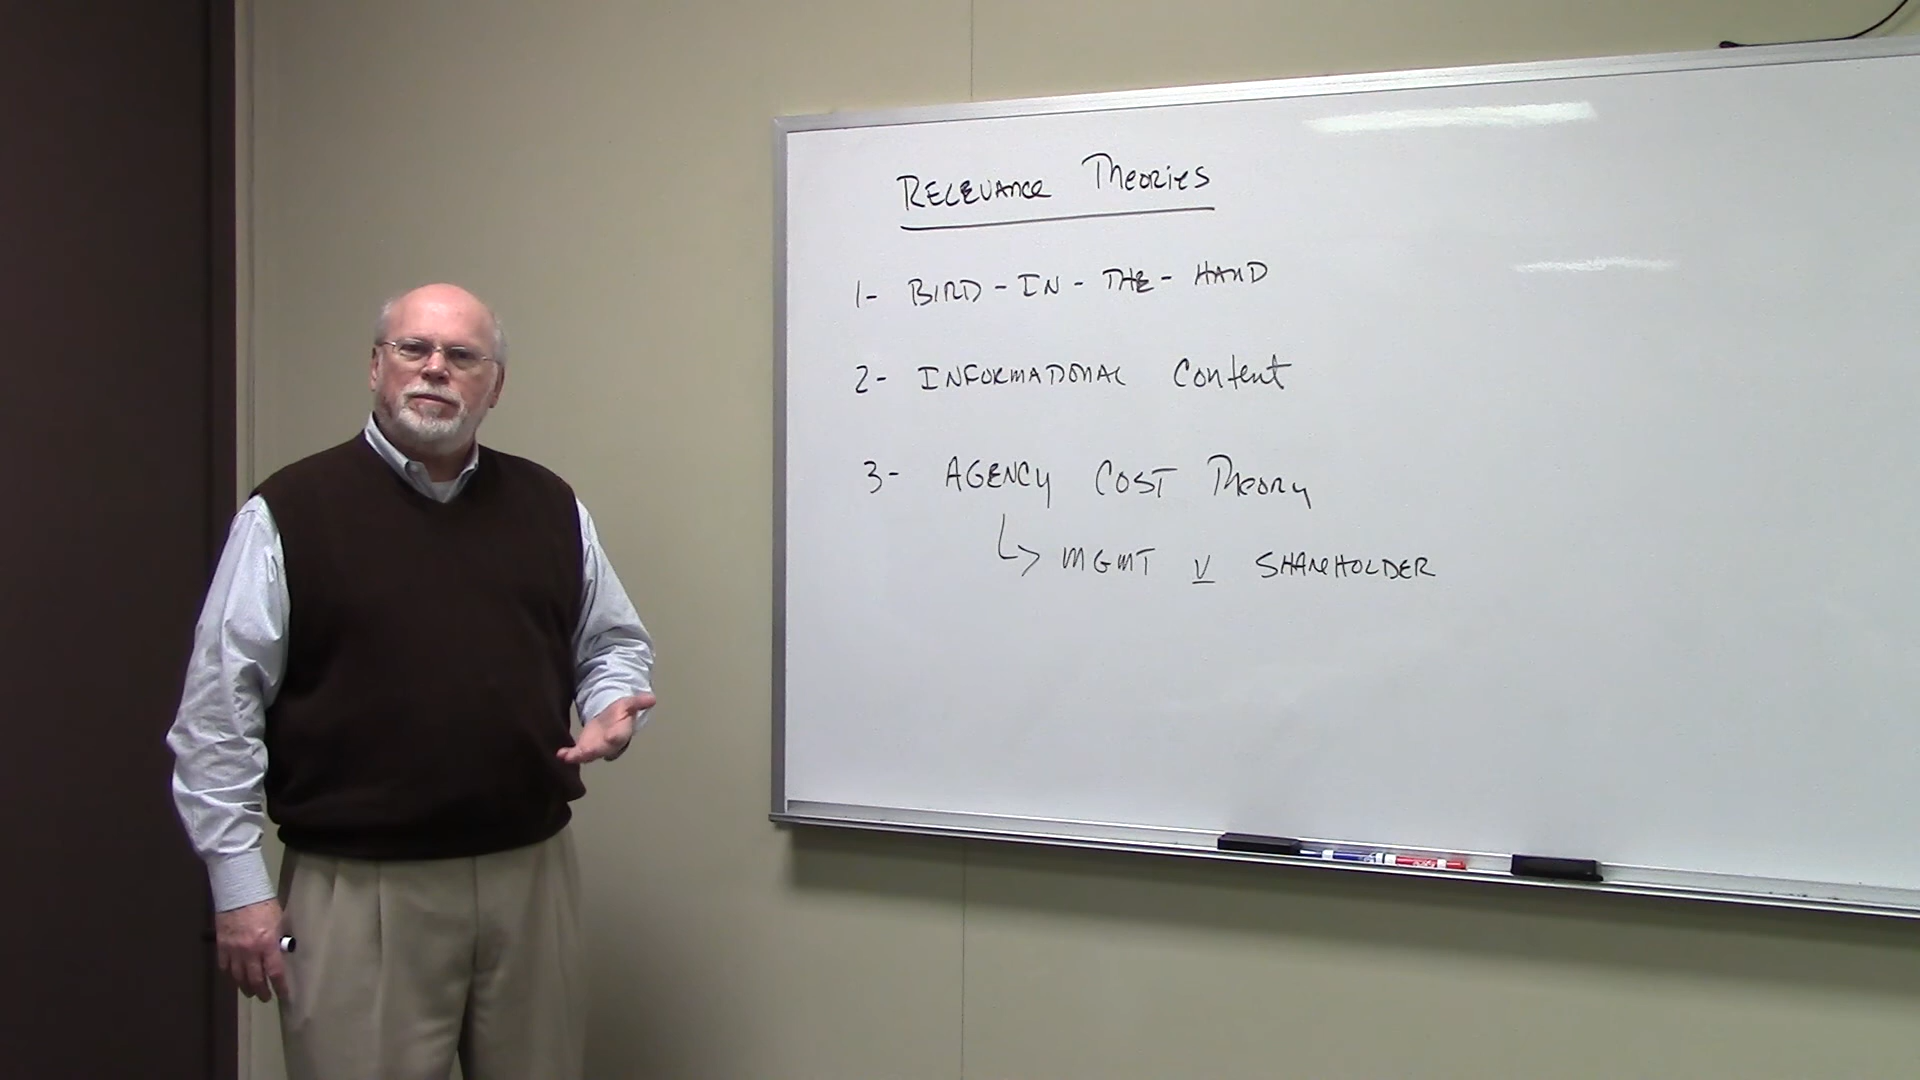 RELEVANCE THEORIES
1- BIRD-IN-THE-HAND
2- INFORMATIONAL Content
3- AGENCY COST Theory
↳ MGMT V SHAREHOLDER